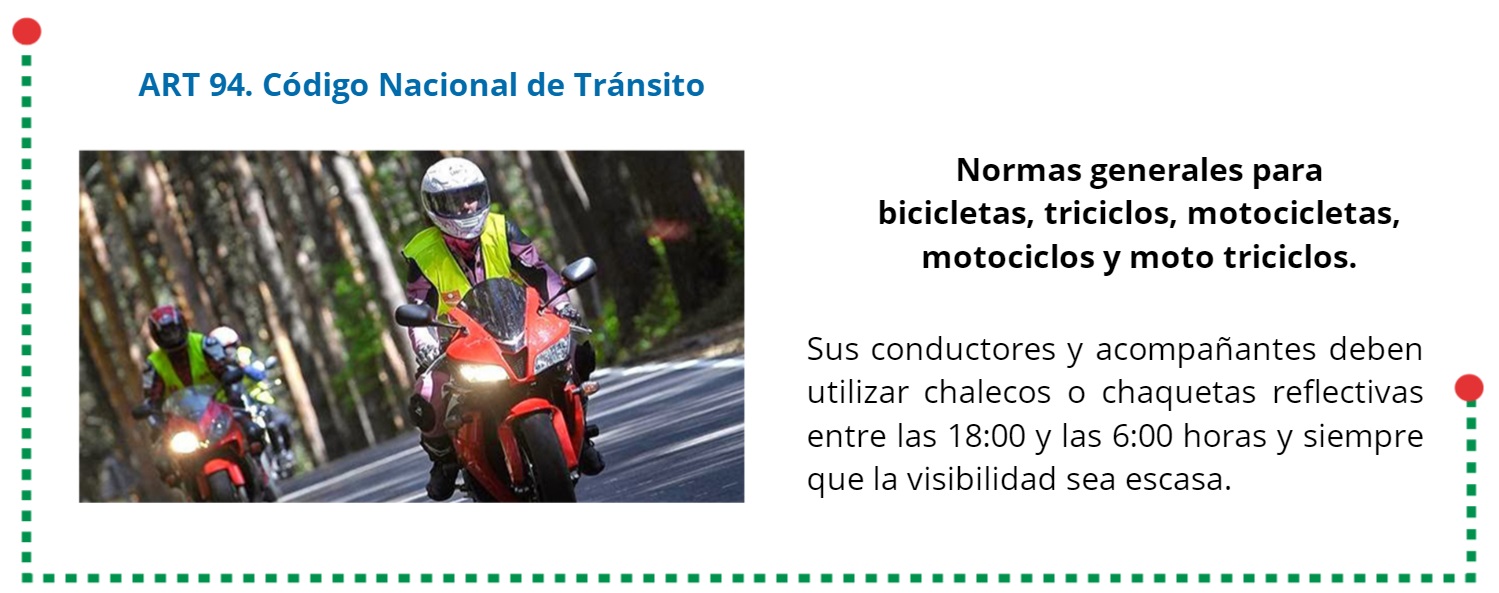 ART 94. Código Nacional de Tránsito
Normas generales para
bicicletas, triciclos, motocicletas,
motociclos y moto triciclos.
Sus conductores y acompañantes deben
utilizar chalecos o chaquetas reflectivas
entre las 18:00 y las 6:00 horas y siempre
que la visibilidad sea escasa.